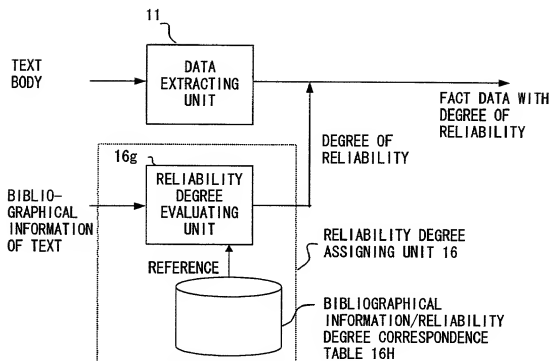 11
TEXT
BODY
DATA
EXTRACTING
UNIT
FACT DATA WITH
DEGREE OF
RELIABILITY
DEGREE OF
RELIABILITY
16g
BIBLIO-
GRAPHICAL
INFORMATION
OF TEXT
RELIABILITY
DEGREE
EVALUATING
UNIT
REFERENCE
RELIABILITY DEGREE
ASSIGNING UNIT 16
BIBLIOGRAPHICAL
INFORMATION/RELIABILITY
DEGREE CORRESPONDENCE
TABLE 16H